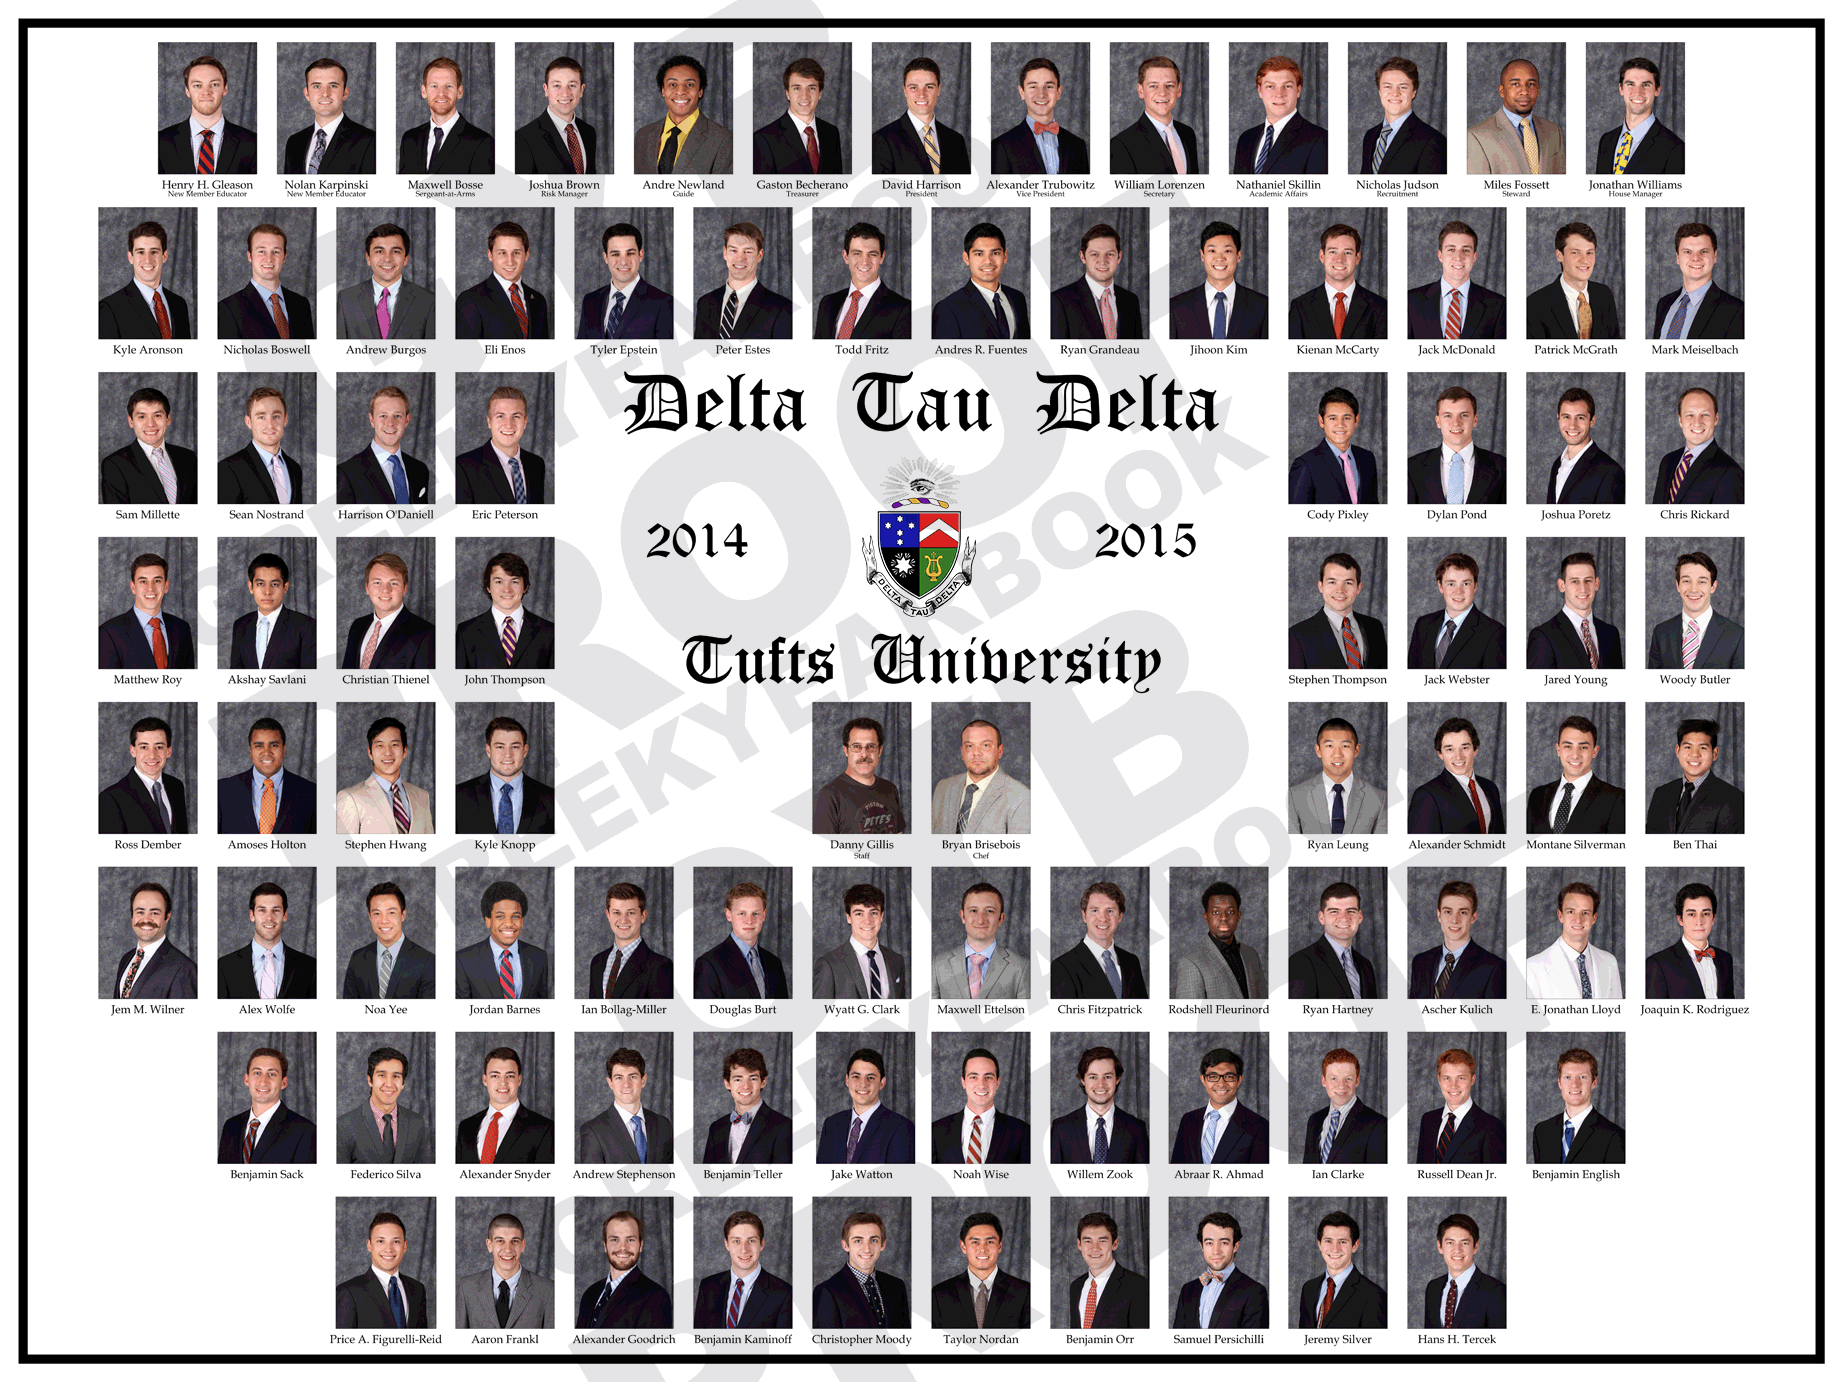 Henry H. Gleason
New Member Educator
Nolan Karpinski
New Member Educator
Maxwell Bosse
Sergeant-at-Arms
Joshua Brown
Risk Manager
Andre Newland
Guide
Gaston Becherano
Treasurer
David Harrison
President
Alexander Trubowitz
Vice President
William Lorenzen
Secretary
Nathaniel Skillin
Academic Affairs
Nicholas Judson
Recruitment
Miles Fossett
Steward
Jonathan Williams
House Manager
Kyle Aronson
Nicholas Boswell
Andrew Burgos
Eli Enos
Tyler Epstein
Peter Estes
Todd Fritz
Andres R. Fuentes
Ryan Grandeau
Jihoon Kim
Kienan McCarty
Jack McDonald
Patrick McGrath
Mark Meiselbach
Delta Tau Delta
Sam Millette
Sean Nostrand
Harrison O'Daniell
Eric Peterson
Cody Pixley
Dylan Pond
Joshua Poretz
Chris Rickard
2014
2015
DELTA TAU DELTA
Tufts University
Matthew Roy
Akshay Savlani
Christian Thienel
John Thompson
Stephen Thompson
Jack Webster
Jared Young
Woody Butler
PISTON
PETE'S
Ross Dember
Amoses Holton
Stephen Hwang
Kyle Knopp
Danny Gillis
Staff
Bryan Brisebois
Chef
Ryan Leung
Alexander Schmidt
Montane Silverman
Ben Thai
Jem M. Wilner
Alex Wolfe
Noa Yee
Jordan Barnes
Ian Bollag-Miller
Douglas Burt
Wyatt G. Clark
Maxwell Ettelson
Chris Fitzpatrick
Rodshell Fleurinord
Ryan Hartney
Ascher Kulich
E. Jonathan Lloyd
Joaquin K. Rodriguez
Benjamin Sack
Federico Silva
Alexander Snyder
Andrew Stephenson
Benjamin Teller
Jake Watton
Noah Wise
Willem Zook
Abraar R. Ahmad
Ian Clarke
Russell Dean Jr.
Benjamin English
Price A. Figurelli-Reid
Aaron Frankl
Alexander Goodrich
Benjamin Kaminoff
Christopher Moody
Taylor Nordan
Benjamin Orr
Samuel Persichilli
Jeremy Silver
Hans H. Tercek
GYB
GREEKYEARBOOK
PROOF
GREEKYEARBOOK
GYB
GREEKYEARBOOK
PROOF